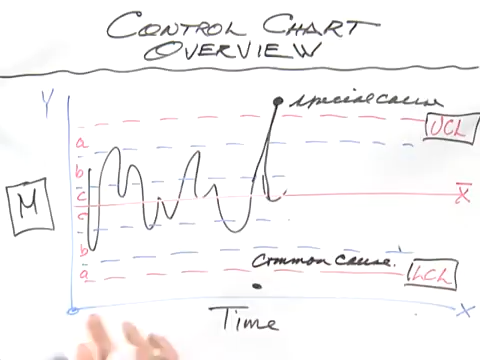 CONTROL CHART
OVERVIEW
Y
special cause
UCL
a
b
c
X̄
M
c
b
a
Common cause.
LCL
Time
X